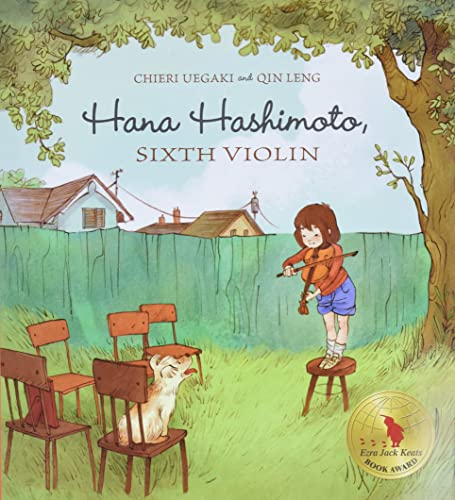 CHIERI UEGAKI and QIN LENG
Hana Hashimoto,
SIXTH VIOLIN
Ezra Jack Keats
BOOK AWARD